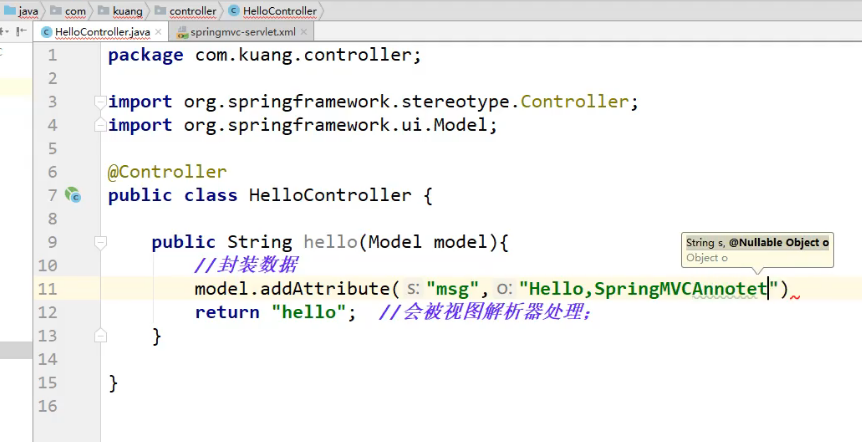 java com kuang controller HelloController
HelloController.java springmvc-servlet.xml
1 package com.kuang.controller;
2
3 import org.springframework.stereotype.Controller;
4 import org.springframework.ui.Model;
5
6 @Controller
7 public class HelloController {
8
9 public String hello(Model model){
String s, @Nullable Object o
Object o
10 //封装数据
11 model.addAttribute( s: "msg", o: "Hello,SpringMVCAnnotet")
12 return "hello"; //会被视图解析器处理;
13 }
14
15 }
16